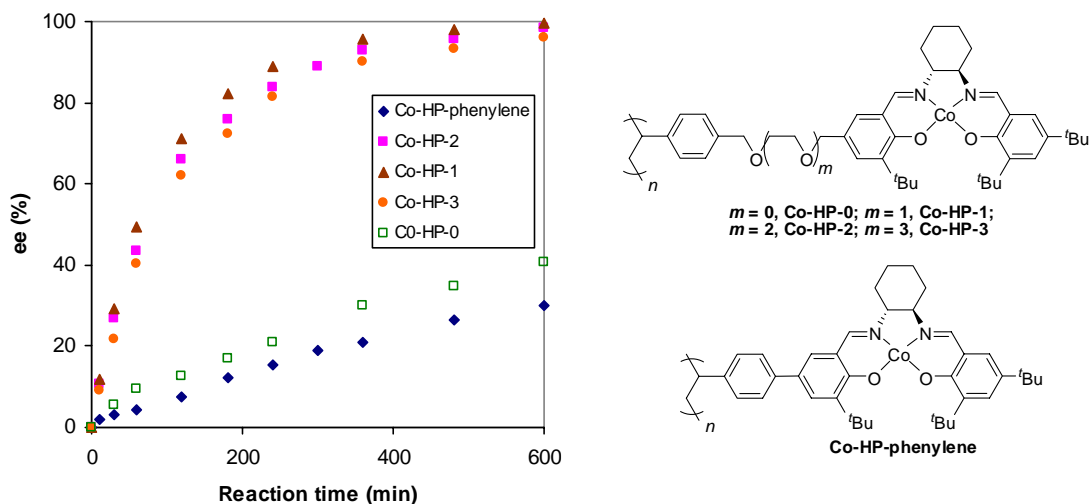 100
80
60
40
20
0
ee (%)
0
200
400
600
Reaction time (min)
Co-HP-phenylene
Co-HP-2
Co-HP-1
Co-HP-3
C0-HP-0
N
N
Co
O
O
O
O
m
n
tBu
tBu
tBu
m = 0, Co-HP-0; m = 1, Co-HP-1;
m = 2, Co-HP-2; m = 3, Co-HP-3
N
N
Co
O
O
n
tBu
tBu
tBu
Co-HP-phenylene